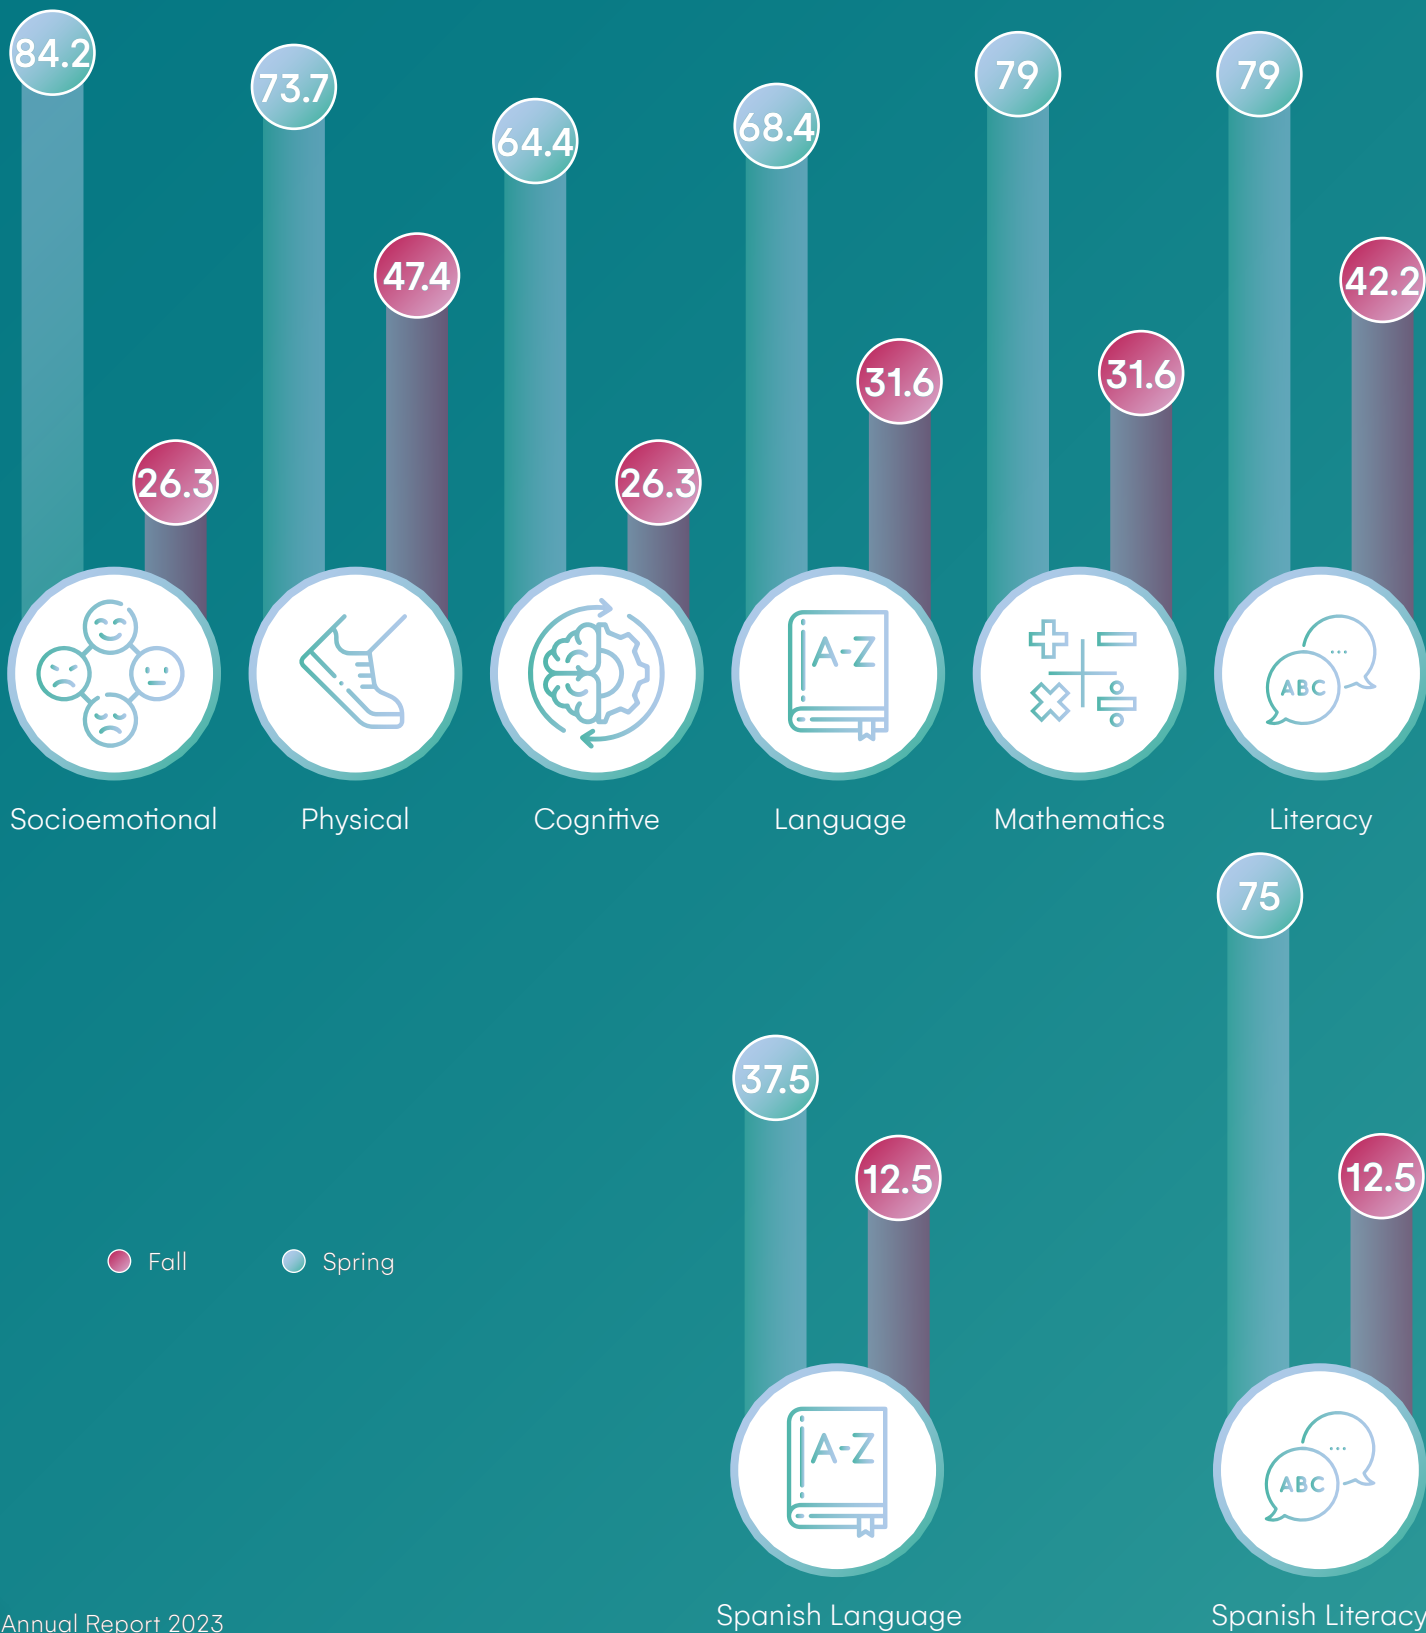 84.2
73.7
64.4
68.4
79
79
47.4
42.2
31.6
31.6
26.3
26.3
A-Z
ABC
Socioemotional
Physical
Cognitive
Language
Mathematics
Literacy
75
37.5
12.5
12.5
Fall
Spring
A-Z
ABC
Spanish Language
Spanish Literacy
Annual Report 2023